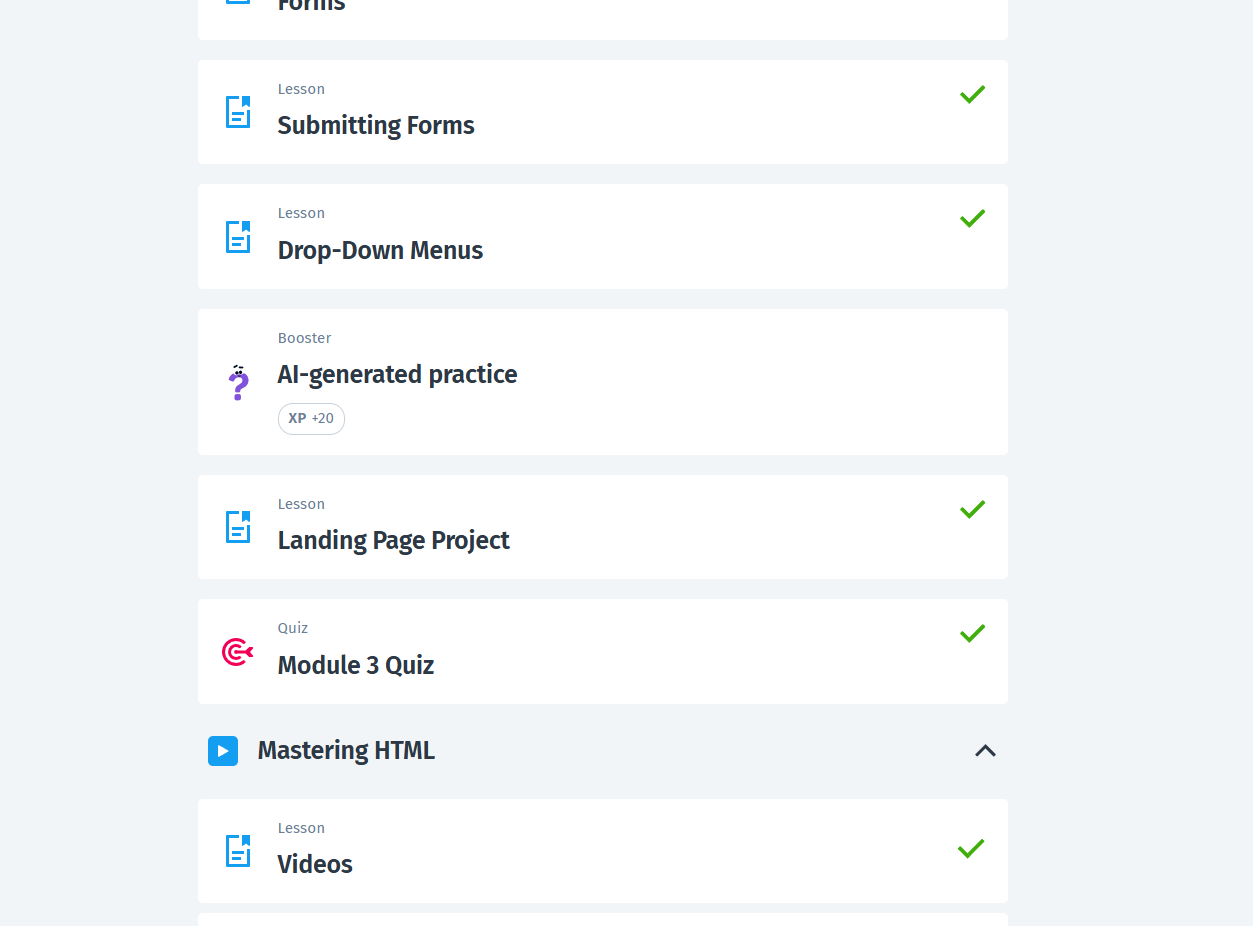 Forms
Lesson
Submitting Forms
Lesson
Drop-Down Menus
Booster
AI-generated practice
XP +20
Lesson
Landing Page Project
Quiz
Module 3 Quiz
Mastering HTML
Lesson
Videos